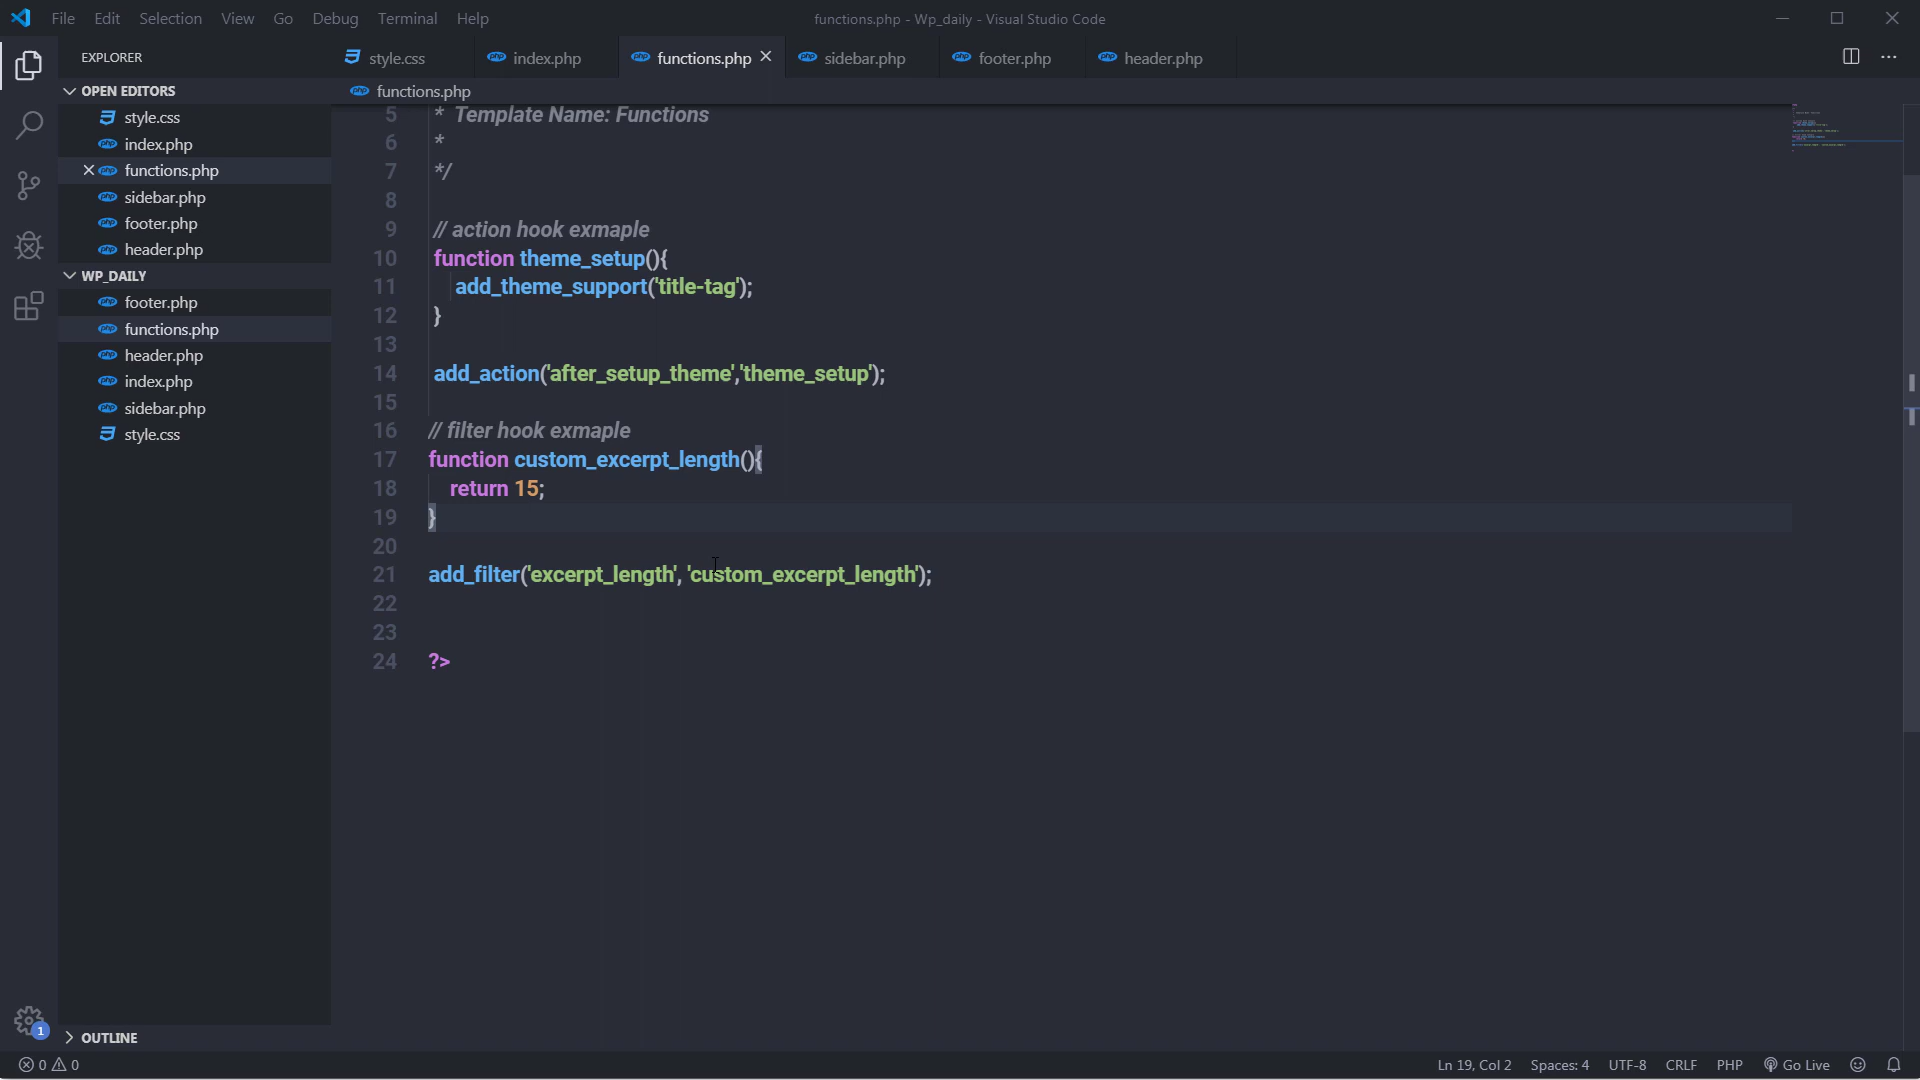 File Edit Selection View Go Debug Terminal Help
functions.php - Wp_daily - Visual Studio Code
EXPLORER
style.css
index.php
functions.php
sidebar.php
footer.php
header.php
OPEN EDITORS
style.css
index.php
functions.php
sidebar.php
footer.php
header.php
WP_DAILY
footer.php
functions.php
header.php
index.php
sidebar.php
style.css
OUTLINE
1
functions.php
5 * Template Name: Functions
6 *
7 */
8
9 // action hook exmaple
10 function theme_setup(){
11 add_theme_support('title-tag');
12 }
13
14 add_action('after_setup_theme','theme_setup');
15
16 // filter hook exmaple
17 function custom_excerpt_length(){
18 return 15;
19 }
20
21 add_filter('excerpt_length', 'custom_excerpt_length');
22
23
24 ?>
0 0
Ln 19, Col 2 Spaces: 4 UTF-8 CRLF PHP Go Live